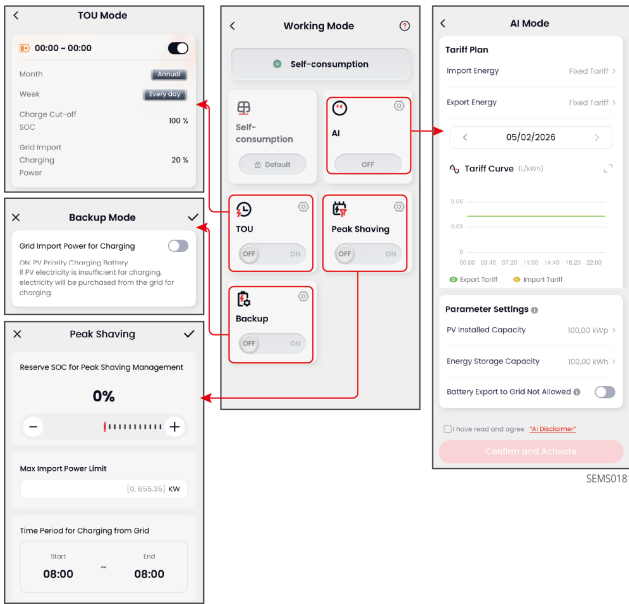 TOU Mode
00:00 ~ 00:00
Month
Annual
Week
Every day
Charge Cut-off
SOC
100 %
Grid Import
Charging
Power
20 %
Backup Mode
Grid Import Power for Charging
ON: PV Priority Charging Battery.
If PV electricity is insufficient for charging,
electricity will be purchased from the grid for
charging.
Peak Shaving
Reserve SOC for Peak Shaving Management
0%
Max Import Power Limit
[0, 655.35] KW
Time Period for Charging from Grid
Start
End
08:00
~
08:00
Working Mode
?
Self-consumption
Self-
consumption
Default
AI
OFF
TOU
OFF ON
Peak Shaving
OFF ON
Backup
OFF ON
AI Mode
Tariff Plan
Import Energy
Fixed Tariff >
Export Energy
Fixed Tariff >
< 05/02/2026 >
Tariff Curve (L/kWh)
0.06
0.03
0
00:00 03:40 07:20 11:00 14:40 18:20 22:00
Export Tariff
Import Tariff
Parameter Settings
PV Installed Capacity
100,00 kWp >
Energy Storage Capacity
100,00 kWh >
Battery Export to Grid Not Allowed
I have read and agree "AI Disclaimer"
Confirm and Activate
SEMS0181